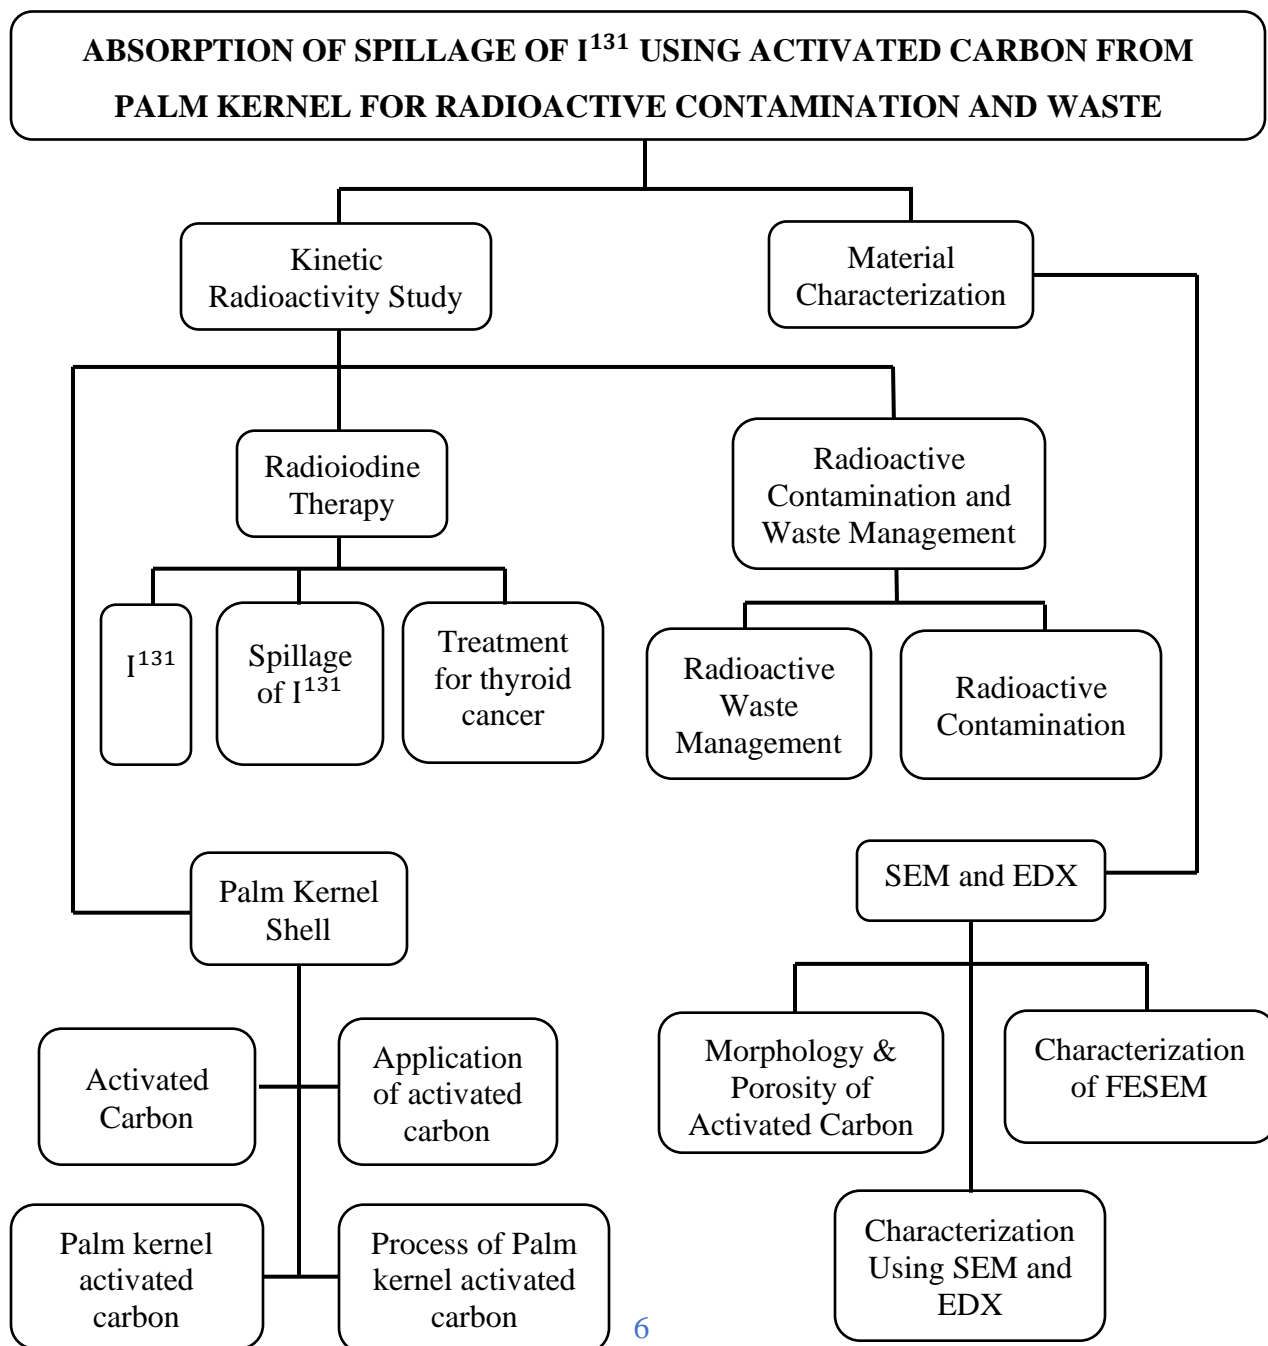 ABSORPTION OF SPILLAGE OF I¹³¹ USING ACTIVATED CARBON FROM
PALM KERNEL FOR RADIOACTIVE CONTAMINATION AND WASTE
Kinetic
Radioactivity Study
Material
Characterization
Radioiodine
Therapy
Radioactive
Contamination and
Waste Management
I¹³¹
Spillage
of I¹³¹
Treatment
for thyroid
cancer
Radioactive
Waste
Management
Radioactive
Contamination
Palm Kernel
Shell
SEM and EDX
Activated
Carbon
Application
of activated
carbon
Morphology &
Porosity of
Activated Carbon
Characterization
of FESEM
Palm kernel
activated
carbon
Process of Palm
kernel activated
carbon
Characterization
Using SEM and
EDX
6